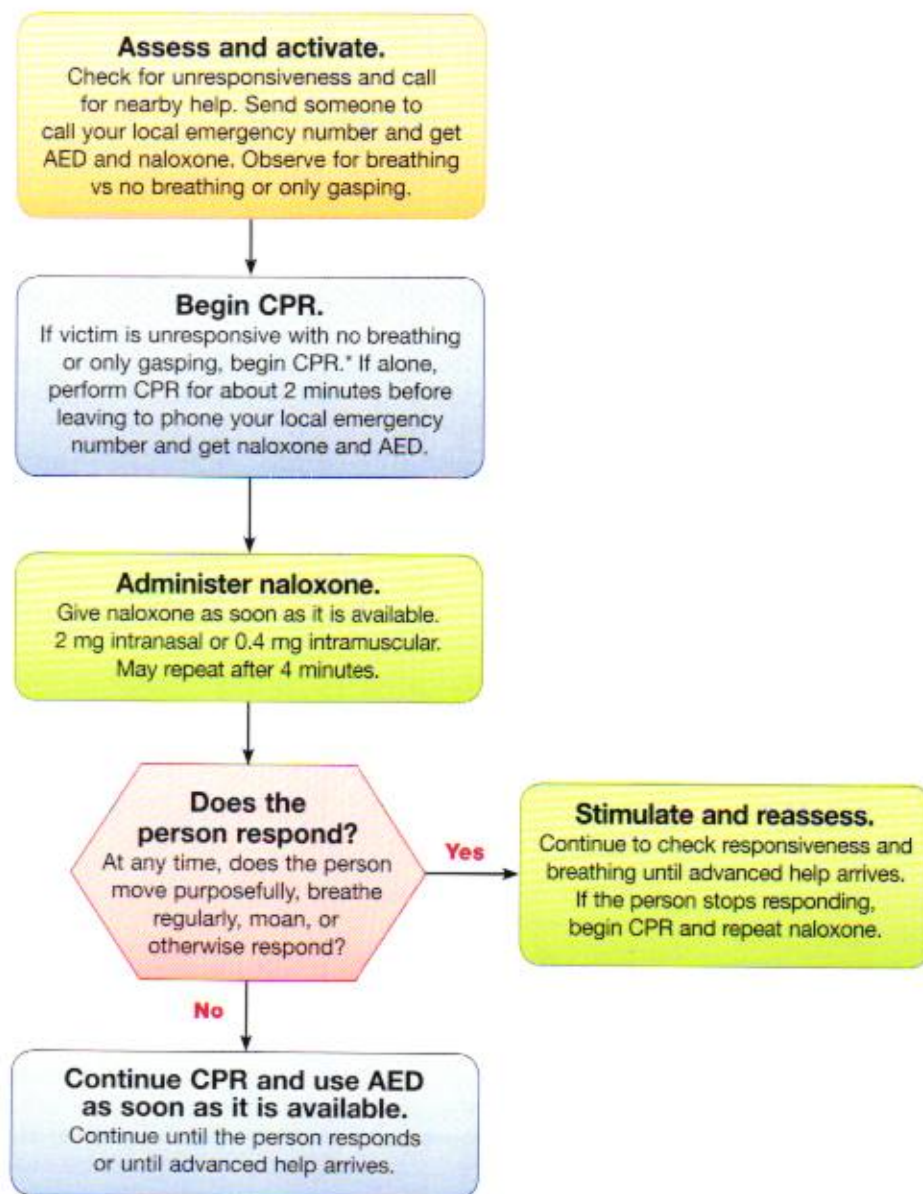 Assess and activate.
Check for unresponsiveness and call
for nearby help. Send someone to
call your local emergency number and get
AED and naloxone. Observe for breathing
vs no breathing or only gasping.
Begin CPR.
If victim is unresponsive with no breathing
or only gasping, begin CPR.* If alone,
perform CPR for about 2 minutes before
leaving to phone your local emergency
number and get naloxone and AED.
Administer naloxone.
Give naloxone as soon as it is available.
2 mg intranasal or 0.4 mg intramuscular.
May repeat after 4 minutes.
Does the
person respond?
At any time, does the person
move purposefully, breathe
regularly, moan, or
otherwise respond?
Yes
Stimulate and reassess.
Continue to check responsiveness and
breathing until advanced help arrives.
If the person stops responding,
begin CPR and repeat naloxone.
No
Continue CPR and use AED
as soon as it is available.
Continue until the person responds
or until advanced help arrives.